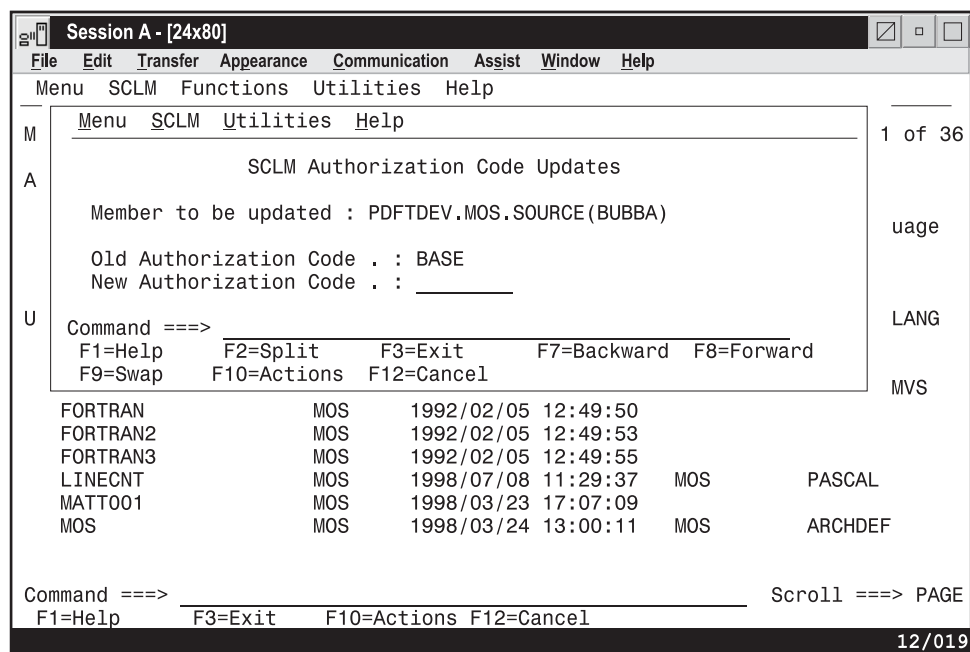 Session A - [24x80]
File Edit Transfer Appearance Communication Assist Window Help
Menu SCLM Functions Utilities Help
Menu SCLM Utilities Help
M 1 of 36
SCLM Authorization Code Updates
A
Member to be updated : PDFTDEV.MOS.SOURCE(BUBBA)
uage
Old Authorization Code . : BASE
New Authorization Code . :
U LANG
Command ===>
F1=Help F2=Split F3=Exit F7=Backward F8=Forward
F9=Swap F10=Actions F12=Cancel
MVS
FORTRAN MOS 1992/02/05 12:49:50
FORTRAN2 MOS 1992/02/05 12:49:53
FORTRAN3 MOS 1992/02/05 12:49:55
LINECNT MOS 1998/07/08 11:29:37 MOS PASCAL
MATT001 MOS 1998/03/23 17:07:09
MOS MOS 1998/03/24 13:00:11 MOS ARCHDEF
Command ===> Scroll ===> PAGE
F1=Help F3=Exit F10=Actions F12=Cancel
12/019